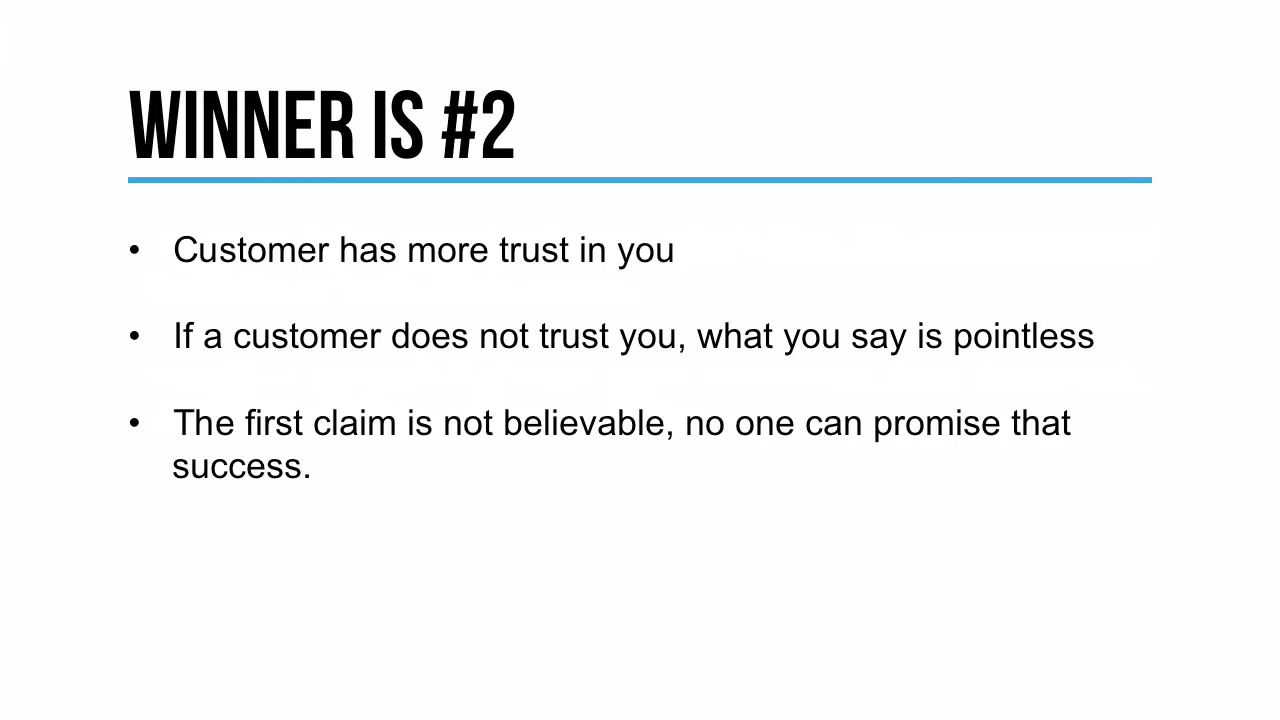 WINNER IS #2
• Customer has more trust in you
• If a customer does not trust you, what you say is pointless
• The first claim is not believable, no one can promise that
success.